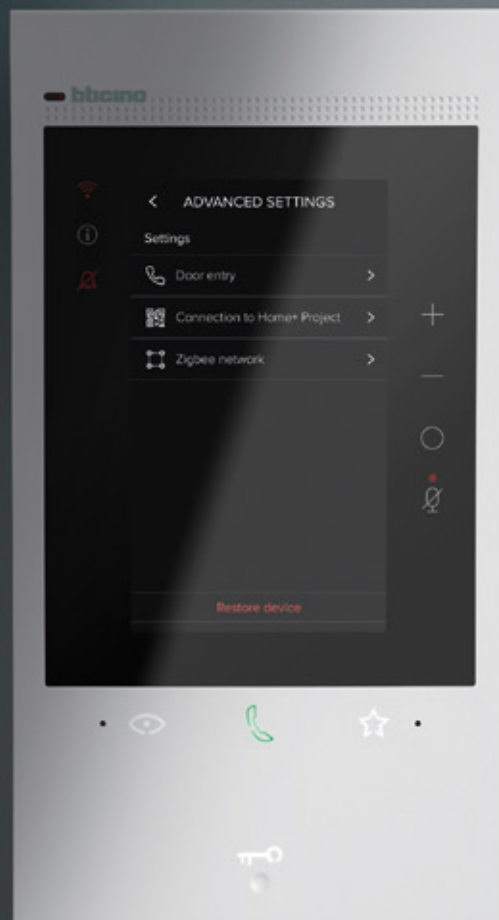 bticino
ADVANCED SETTINGS
Settings
Door entry
Connection to Home+ Project
Zigbee network
Restore device